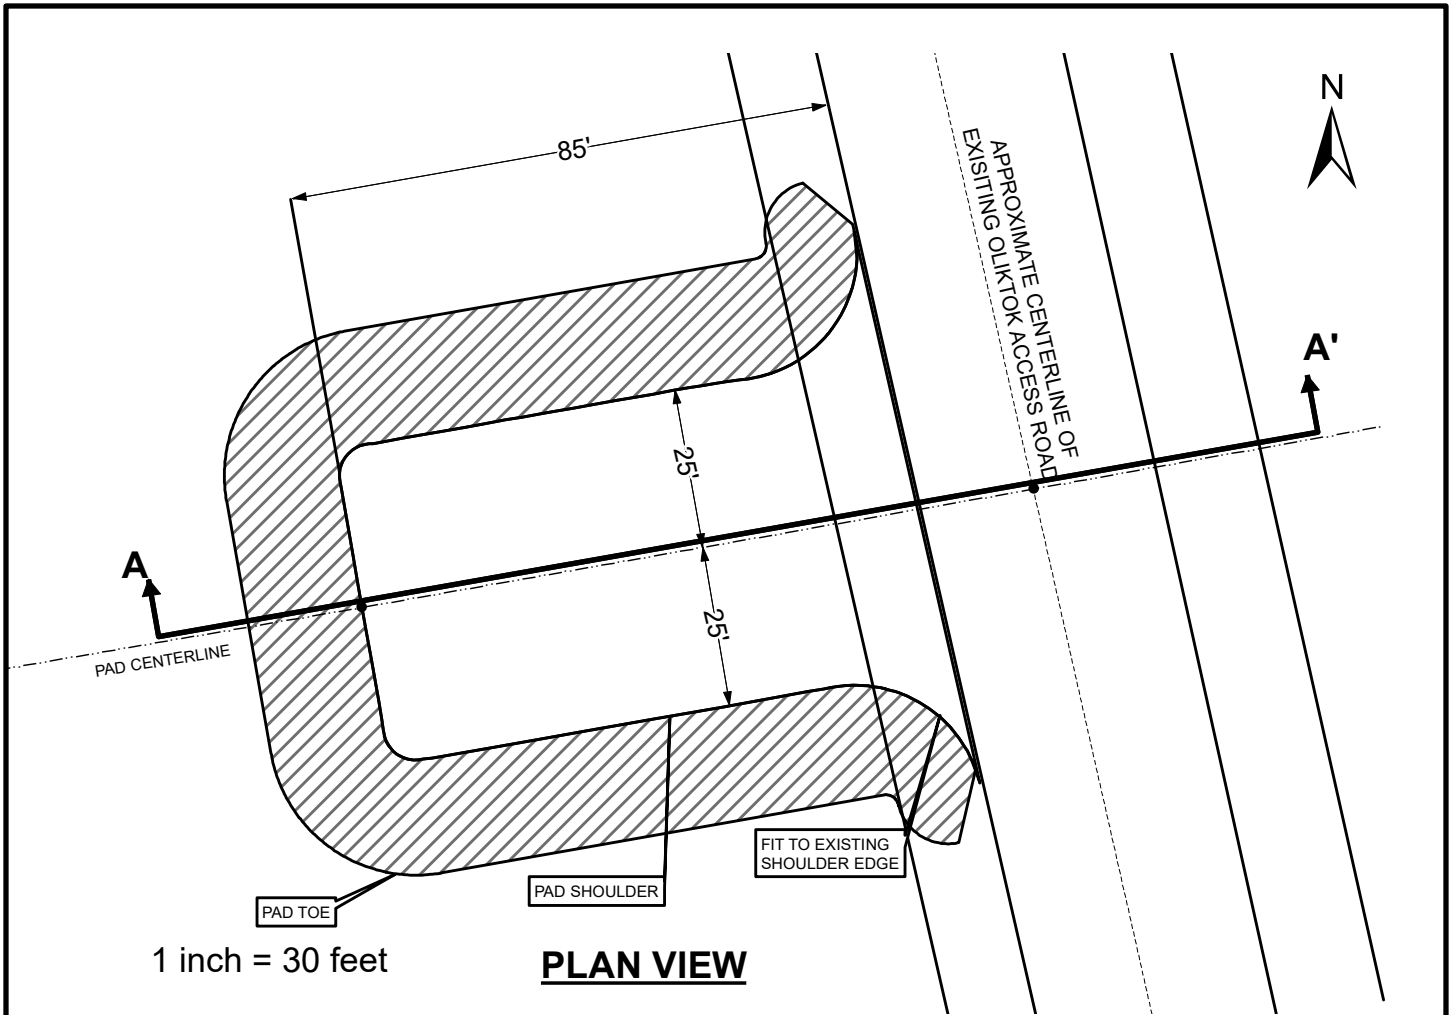 N
85'
APPROXIMATE CENTERLINE OF
EXISITING OLIKTOK ACCESS ROAD
A'
25'
A
25'
PAD CENTERLINE
FIT TO EXISTING
SHOULDER EDGE
PAD SHOULDER
PAD TOE
1 inch = 30 feet
PLAN VIEW